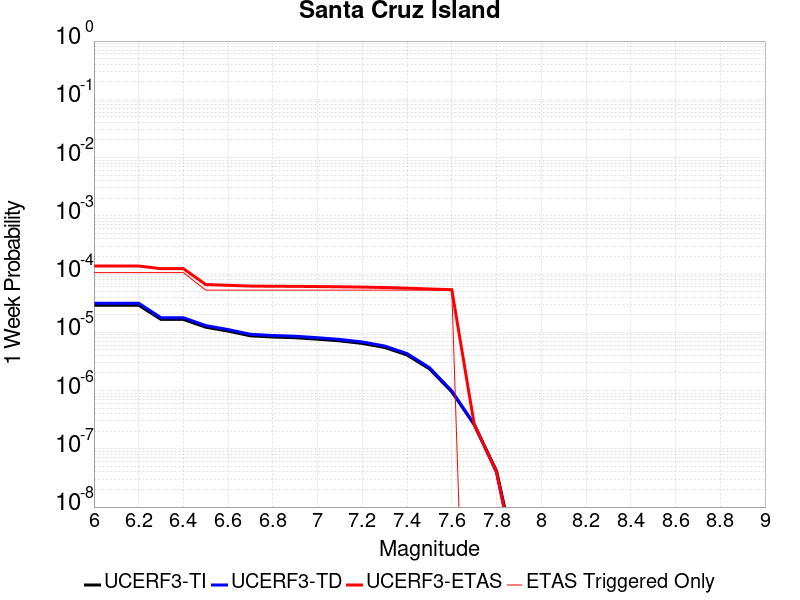 Santa Cruz Island
1 Week Probability
10^0
10^-1
10^-2
10^-3
10^-4
10^-5
10^-6
10^-7
10^-8
6 6.2 6.4 6.6 6.8 7 7.2 7.4 7.6 7.8 8 8.2 8.4 8.6 8.8 9
Magnitude
UCERF3-TI UCERF3-TD UCERF3-ETAS ETAS Triggered Only